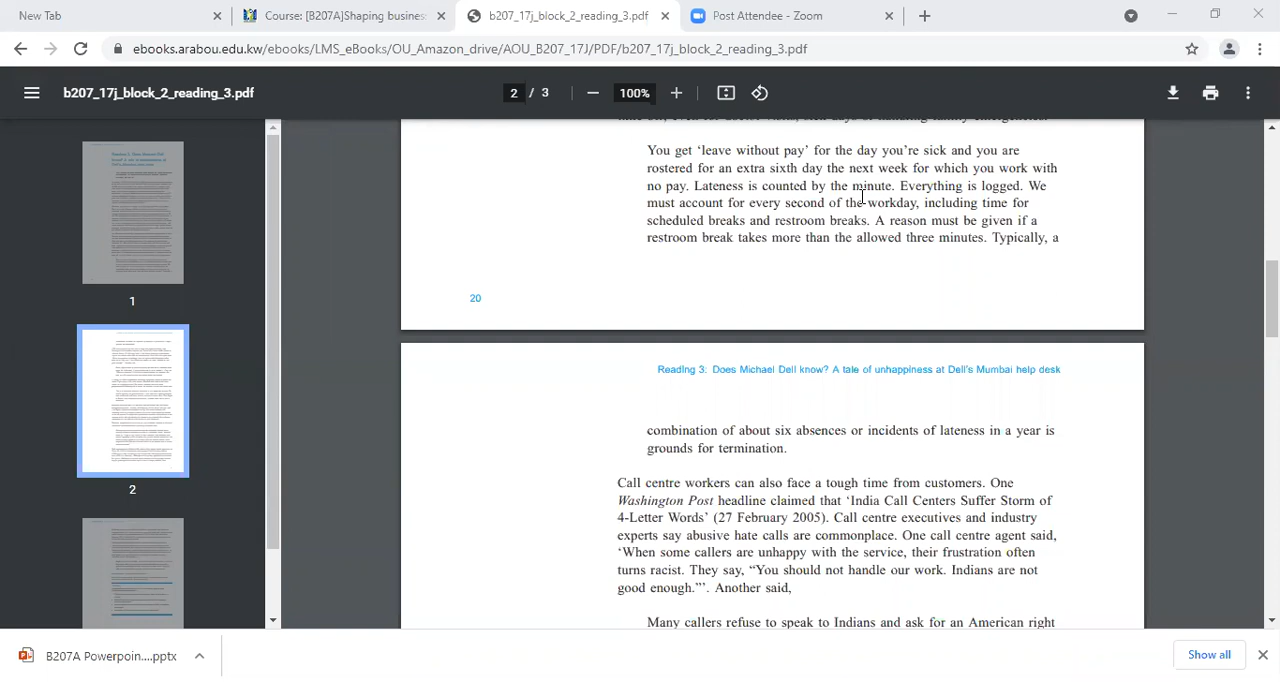 New Tab
Course: [B207A]Shaping busines
b207_17j_block_2_reading_3.pdf
Post Attendee - Zoom
ebooks.arabou.edu.kw/ebooks/LMS_eBooks/OU_Amazon_drive/AOU_B207_17J/PDF/b207_17j_block_2_reading_3.pdf
b207_17j_block_2_reading_3.pdf
2 / 3
100%
You get ‘leave without pay’ for the day you’re sick and you are
rostered for an extra sixth day the next week for which you work with
no pay. Lateness is counted by the minute. Everything is logged. We
must account for every second of the workday, including time for
scheduled breaks and restroom breaks. A reason must be given if a
restroom break takes more than the allowed three minutes. Typically, a
20
Reading 3: Does Michael Dell know? A tale of unhappiness at Dell's Mumbai help desk
combination of about six absences or incidents of lateness in a year is
grounds for termination.
Call centre workers can also face a tough time from customers. One
Washington Post headline claimed that ‘India Call Centers Suffer Storm of
4-Letter Words’ (27 February 2005). Call centre executives and industry
experts say abusive hate calls are commonplace. One call centre agent said,
‘When some callers are unhappy with the service, their frustration often
turns racist. They say, “You should not handle our work. Indians are not
good enough.”’. Another said,
Many callers refuse to speak to Indians and ask for an American right
1
2
B207A Powerpoin....pptx
Show all